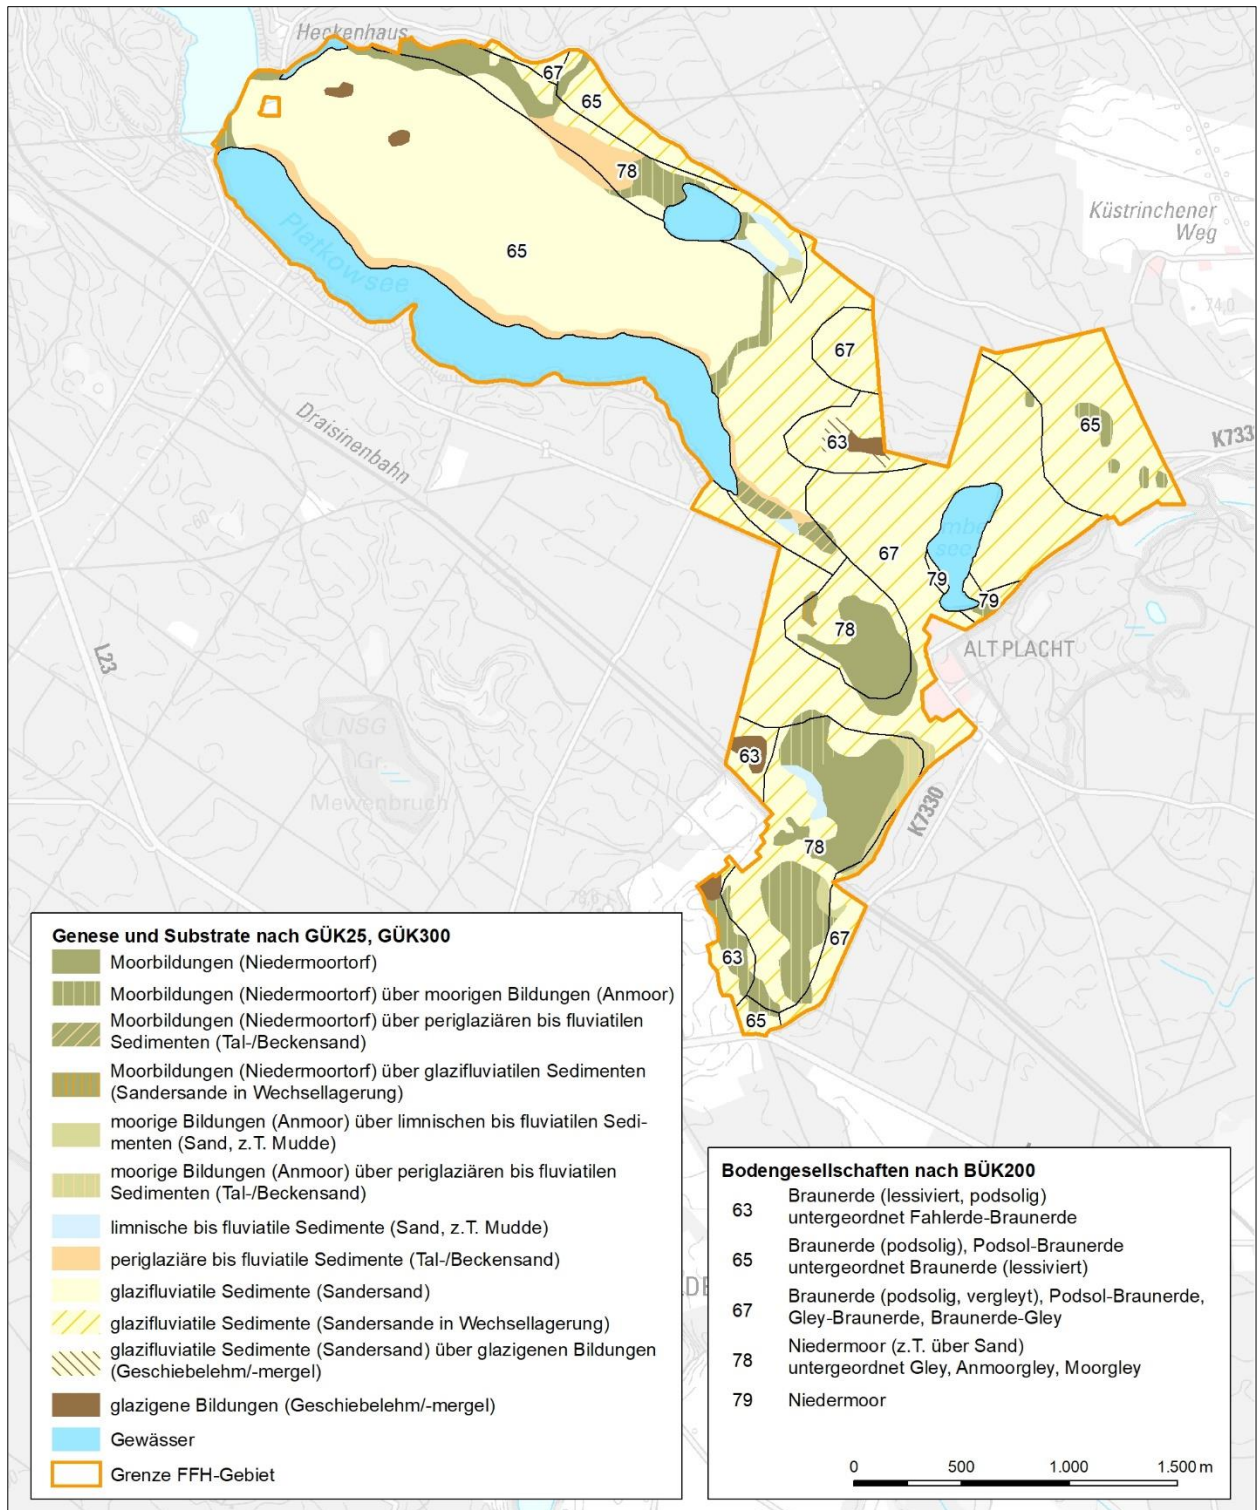 Heckenhaus
67
65
78
Küstrinchener
Weg
74,0
65
Platkowsee
67
65
K733
Draisinenbahn
63
60
67
79
79
78
ALT PLACHT
L23
NSG
Gr.
Mewenbruch
63
K7330
78
67
63
65
Genese und Substrate nach GÜK25, GÜK300
Moorbildungen (Niedermoortorf)
Moorbildungen (Niedermoortorf) über moorigen Bildungen (Anmoor)
Moorbildungen (Niedermoortorf) über periglaziären bis fluviatilen
Sedimenten (Tal-/Beckensand)
Moorbildungen (Niedermoortorf) über glazifluviatilen Sedimenten
(Sandersande in Wechsellagerung)
moorige Bildungen (Anmoor) über limnischen bis fluviatilen Sedi-
menten (Sand, z.T. Mudde)
moorige Bildungen (Anmoor) über periglaziären bis fluviatilen
Sedimenten (Tal-/Beckensand)
limnische bis fluviatile Sedimente (Sand, z.T. Mudde)
periglaziäre bis fluviatile Sedimente (Tal-/Beckensand)
glazifluviatile Sedimente (Sandersand)
glazifluviatile Sedimente (Sandersande in Wechsellagerung)
glazifluviatile Sedimente (Sandersand) über glazigenen Bildungen
(Geschiebelehm/-mergel)
glazigene Bildungen (Geschiebelehm/-mergel)
Gewässer
Grenze FFH-Gebiet
Bodengesellschaften nach BÜK200
63 Braunerde (lessiviert, podsolig)
untergeordnet Fahlerde-Braunerde
65 Braunerde (podsolig), Podsol-Braunerde
untergeordnet Braunerde (lessiviert)
67 Braunerde (podsolig, vergleyt), Podsol-Braunerde,
Gley-Braunerde, Braunerde-Gley
78 Niedermoor (z.T. über Sand)
untergeordnet Gley, Anmoorgley, Moorgley
79 Niedermoor
0 500 1.000 1.500 m